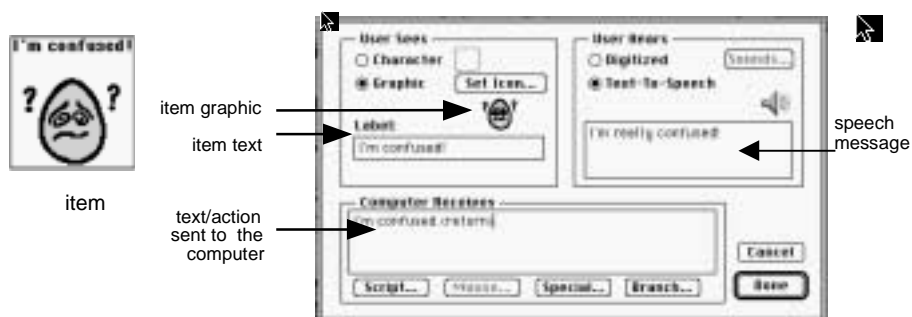 I'm confused!
? ?
item
item graphic
item text
text/action
sent to the
computer
User Sees
Character
Graphic
Set Icon...
Label:
I'm confused!
User Hears
Digitized
Sounds...
Text-To-Speech
I'm really confused!
speech
message
Computer Receives
I'm confused
Script...
Mouse...
Special...
Branch...
Cancel
Done